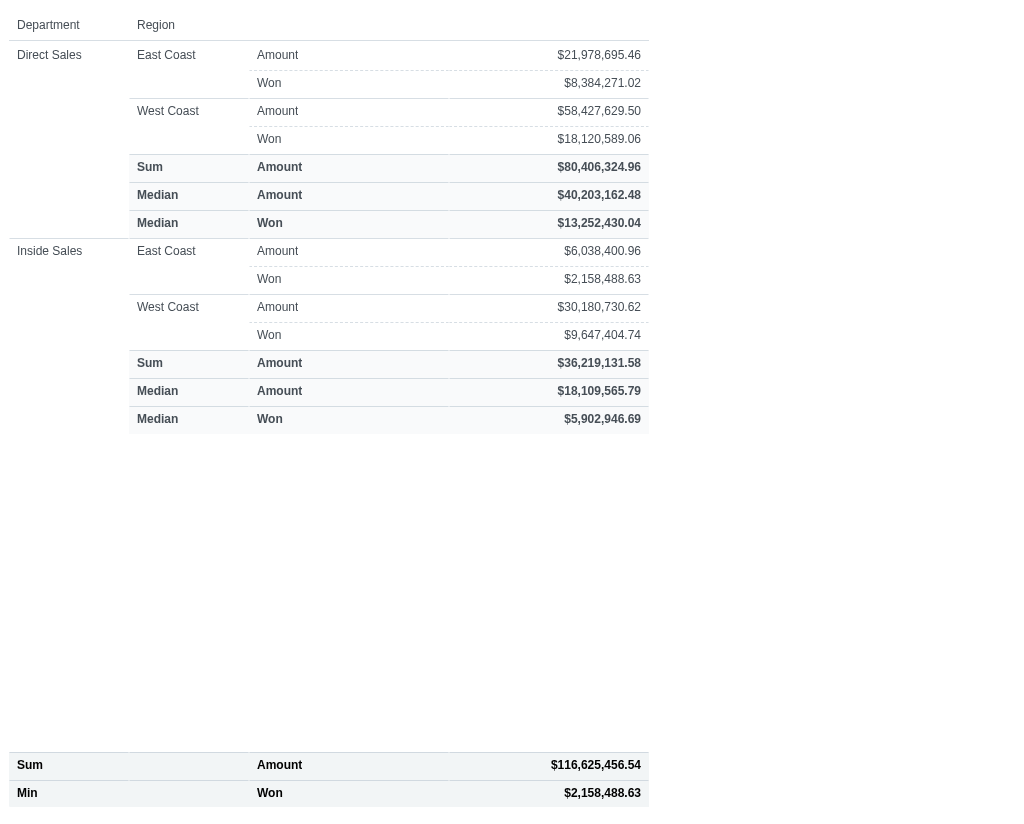 Department Region
Direct Sales East Coast Amount $21,978,695.46
Won $8,384,271.02
West Coast Amount $58,427,629.50
Won $18,120,589.06
Sum Amount $80,406,324.96
Median Amount $40,203,162.48
Median Won $13,252,430.04
Inside Sales East Coast Amount $6,038,400.96
Won $2,158,488.63
West Coast Amount $30,180,730.62
Won $9,647,404.74
Sum Amount $36,219,131.58
Median Amount $18,109,565.79
Median Won $5,902,946.69
Sum Amount $116,625,456.54
Min Won $2,158,488.63